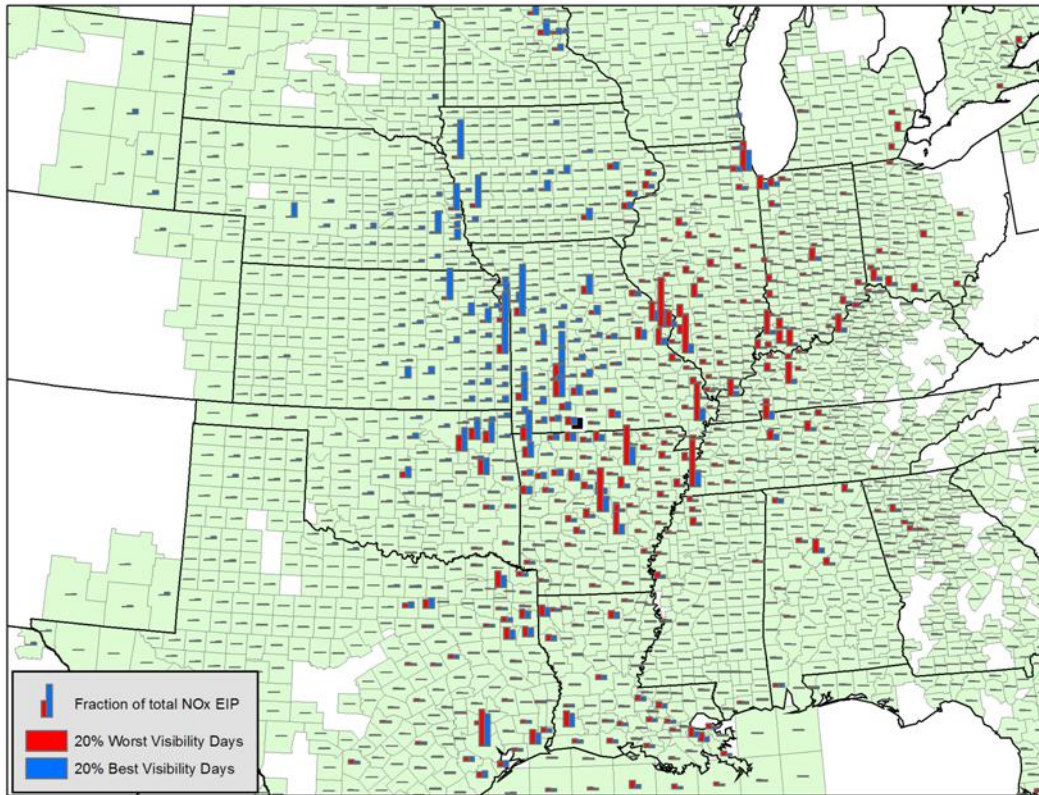 Fraction of total NOx EIP
20% Worst Visibility Days
20% Best Visibility Days